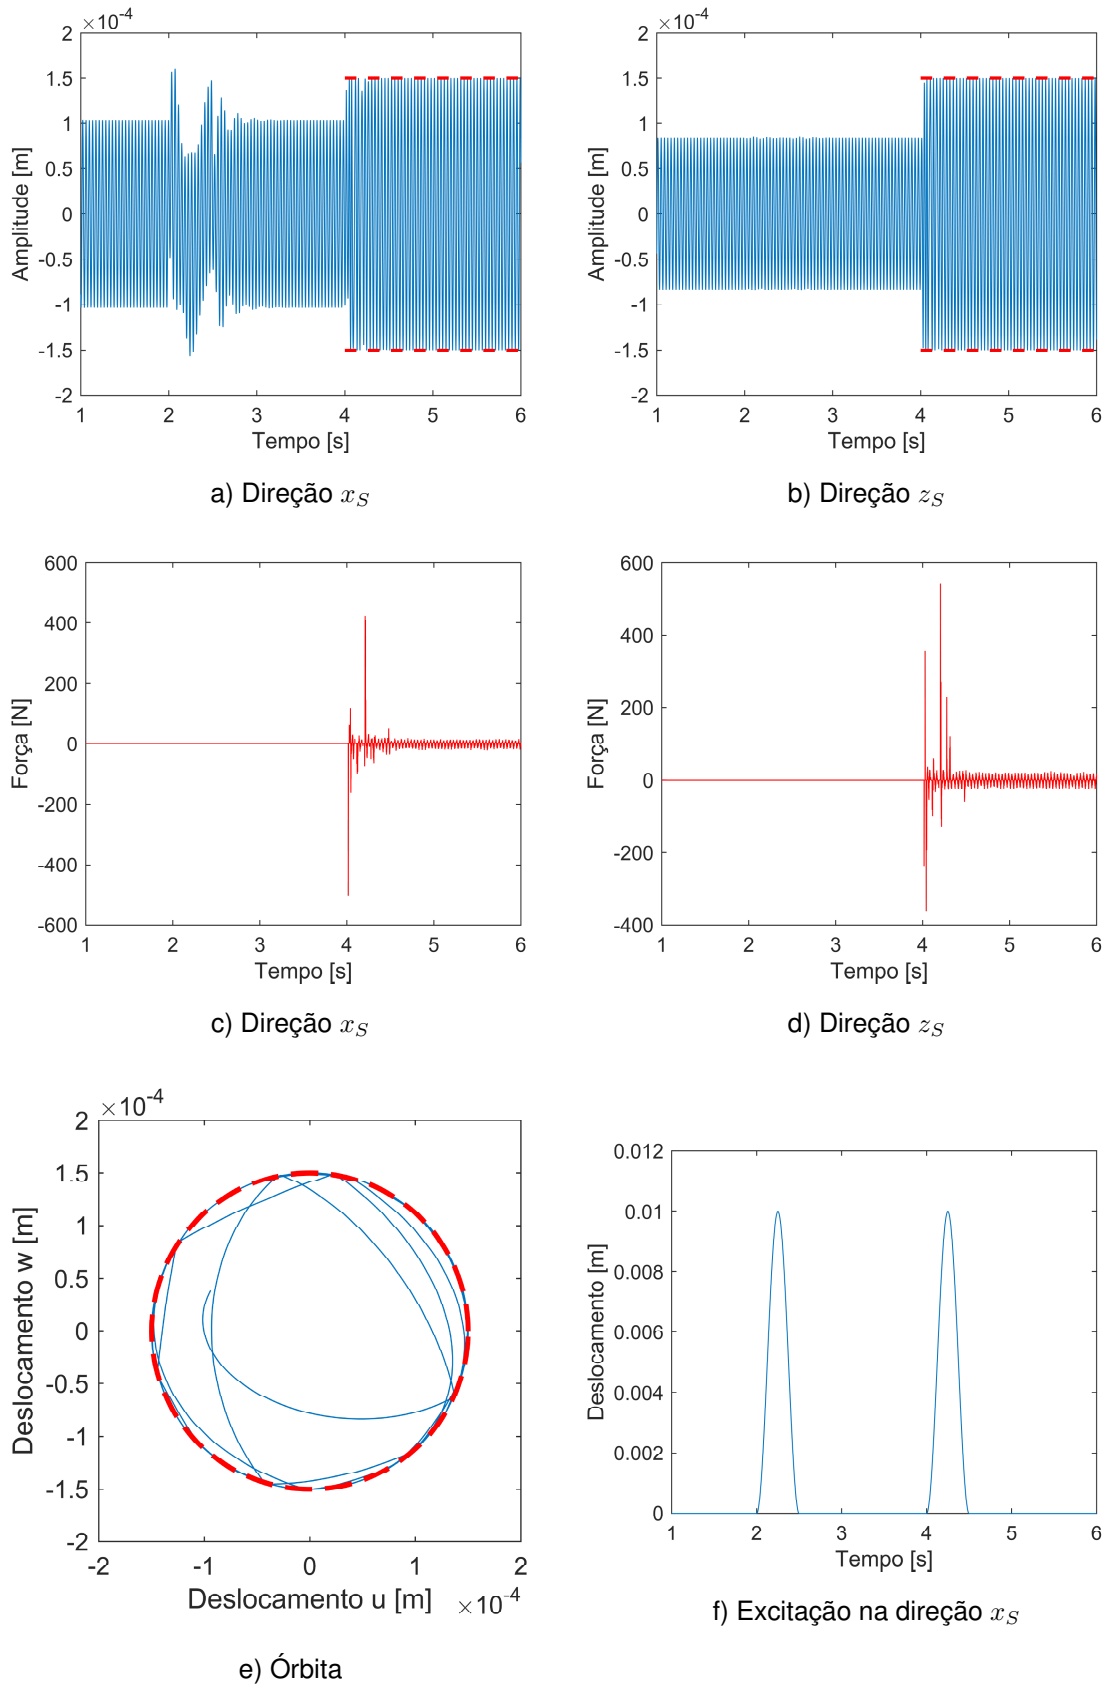 ×10⁻⁴
2
1.5
1
0.5
0
-0.5
-1
-1.5
-2
1 2 3 4 5 6
Amplitude [m]
Tempo [s]
a) Direção x_S
×10⁻⁴
2
1.5
1
0.5
0
-0.5
-1
-1.5
-2
1 2 3 4 5 6
Amplitude [m]
Tempo [s]
b) Direção z_S
600
400
200
0
-200
-400
-600
1 2 3 4 5 6
Força [N]
Tempo [s]
c) Direção x_S
600
400
200
0
-200
-400
1 2 3 4 5 6
Força [N]
Tempo [s]
d) Direção z_S
×10⁻⁴
2
1.5
1
0.5
0
-0.5
-1
-1.5
-2
-2 -1 0 1 2
Deslocamento w [m]
Deslocamento u [m] ×10⁻⁴
e) Órbita
0.012
0.01
0.008
0.006
0.004
0.002
0
1 2 3 4 5 6
Deslocamento [m]
Tempo [s]
f) Excitação na direção x_S